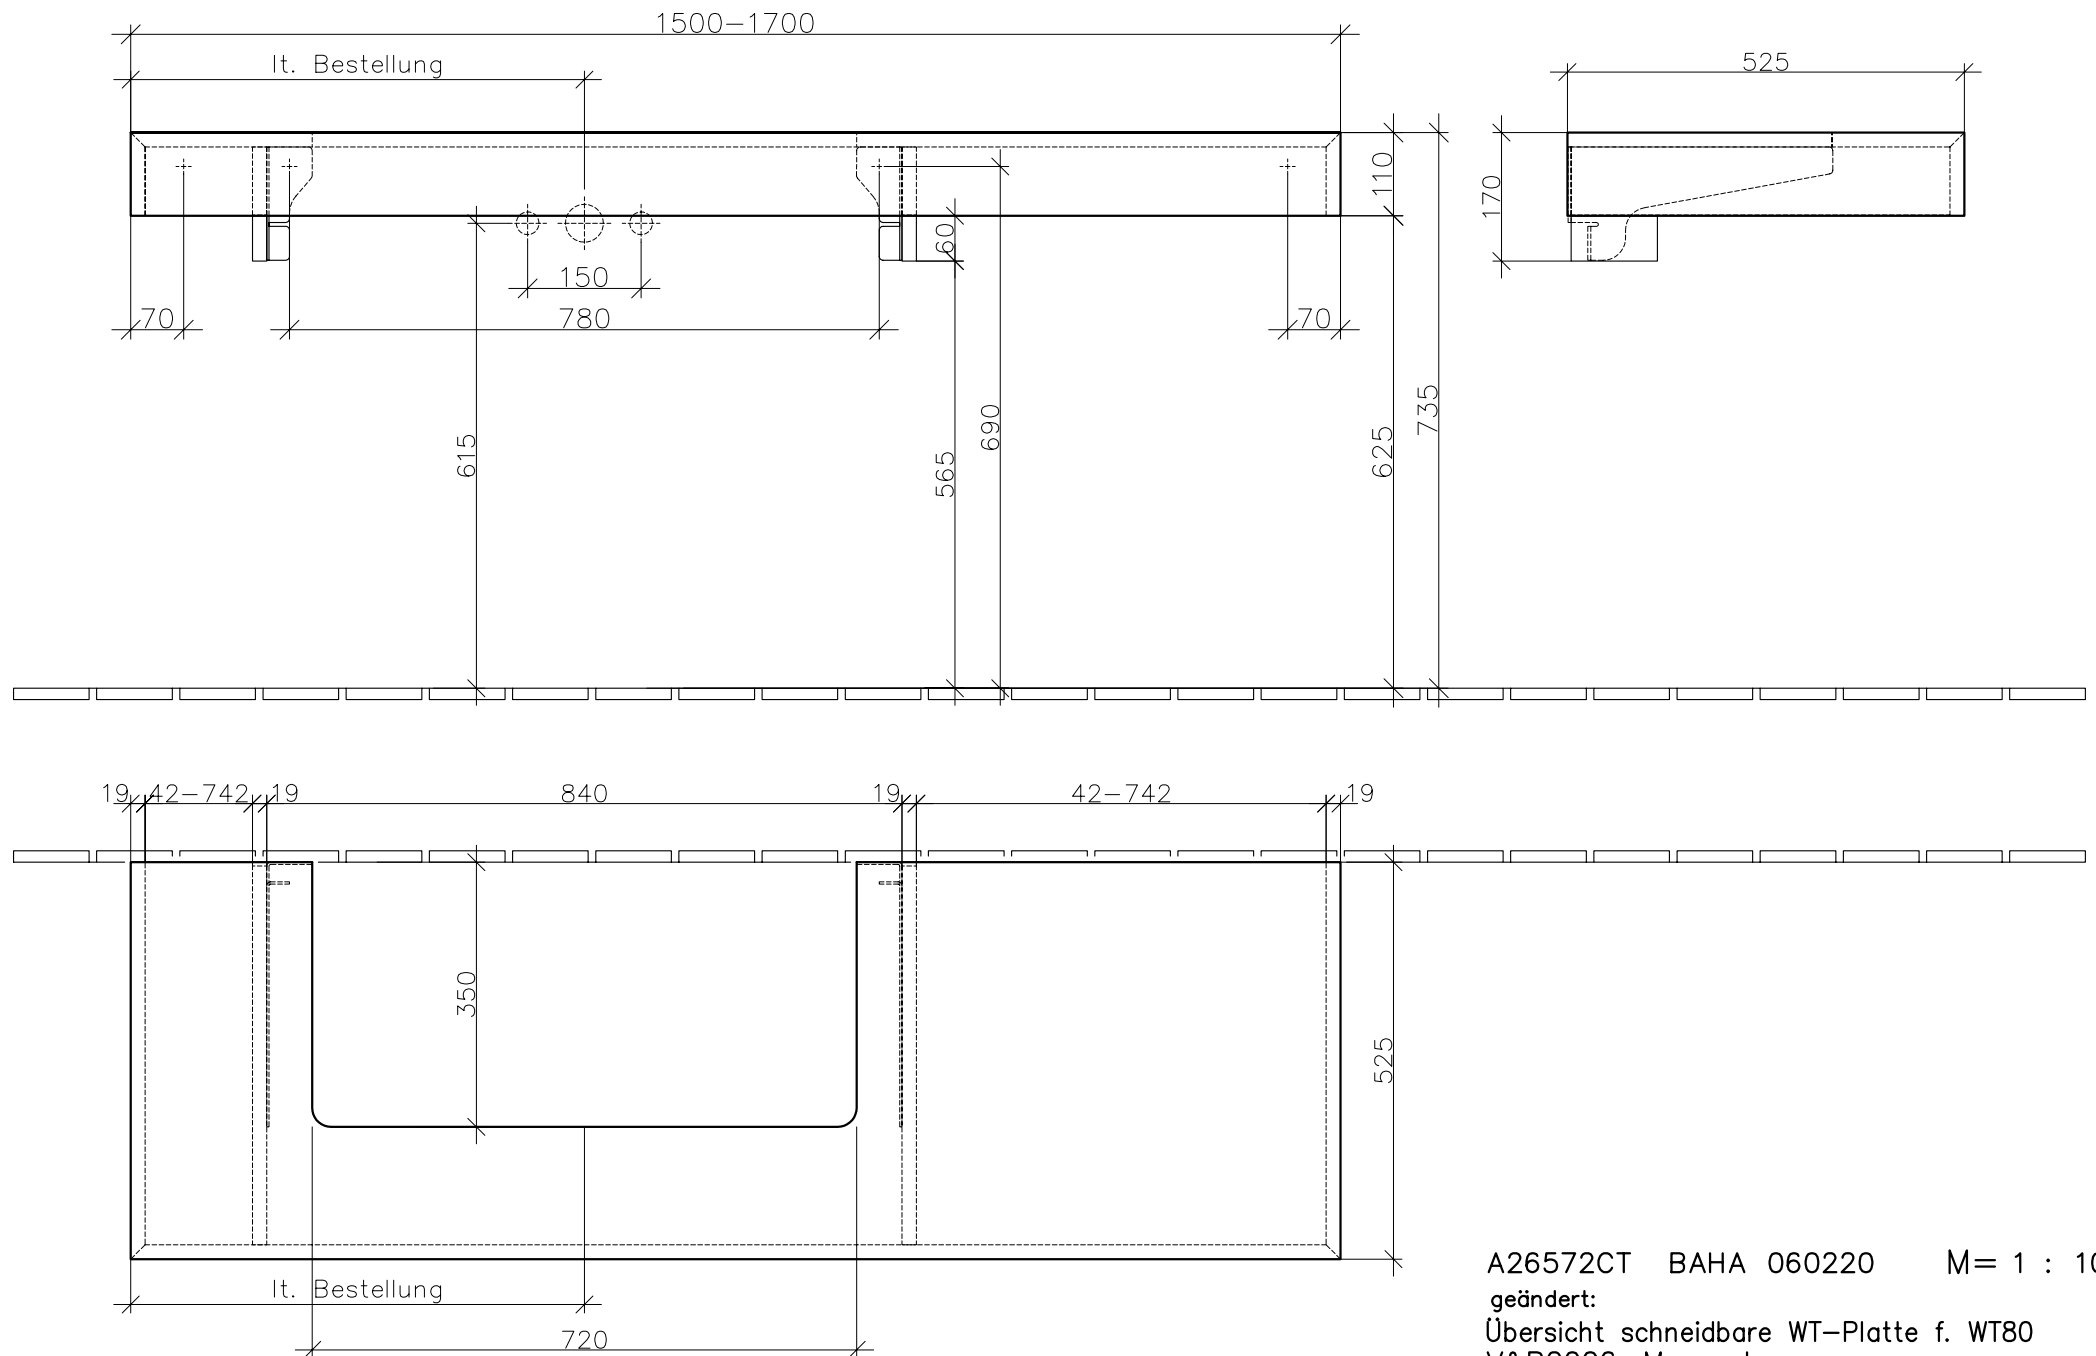 1500-1700
lt. Bestellung
525
110
170
60
150
70
780
70
615
565
690
625
735
19 42-742 19 840 19 42-742 19
350
525
lt. Bestellung
720
A26572CT BAHA 060220 M= 1 : 10
geändert:
Übersicht schneidbare WT-Platte f. WT80